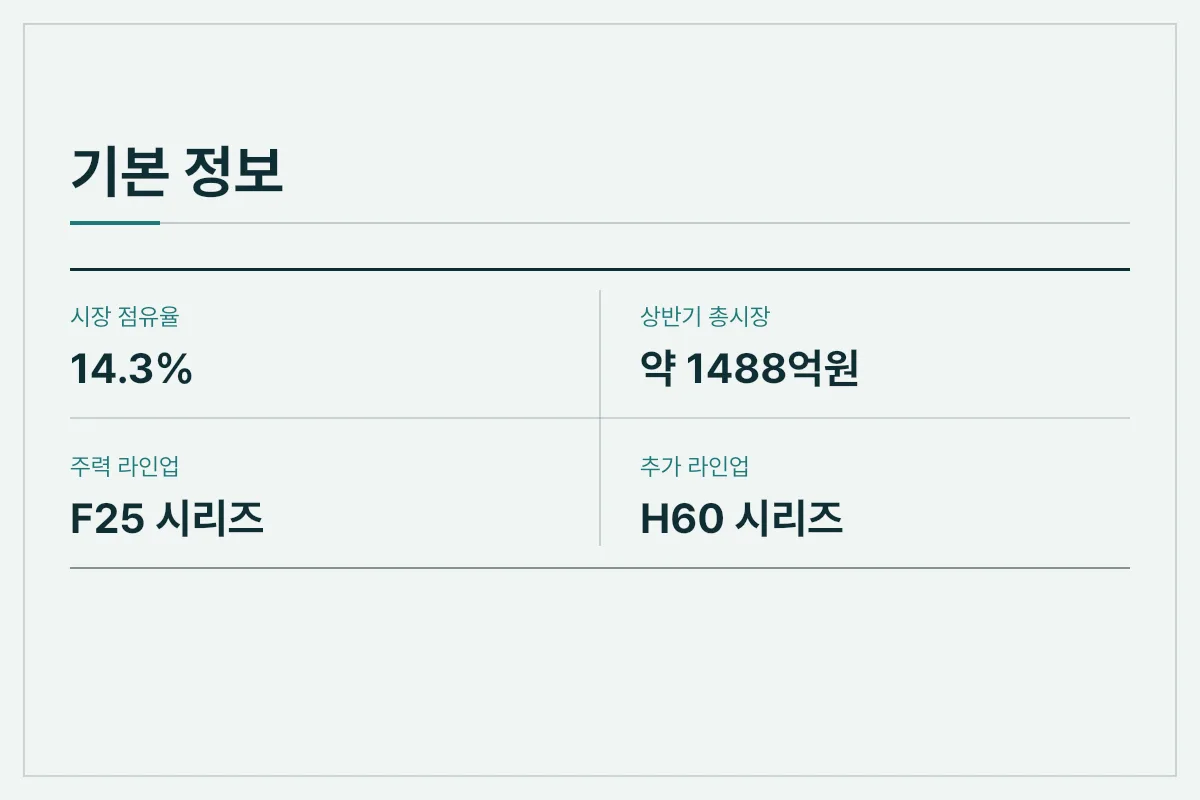 기본 정보
시장 점유율
14.3%
상반기 총시장
약 1488억원
주력 라인업
F25 시리즈
추가 라인업
H60 시리즈